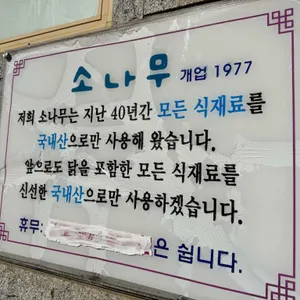 소나무 개업 1977
저희 소나무는 지난 40년간 모든 식재료를
국내산으로만 사용해 왔습니다.
앞으로도 닭을 포함한 모든 식재료를
신선한 국내산으로만 사용하겠습니다.
휴무: 은 쉽니다.